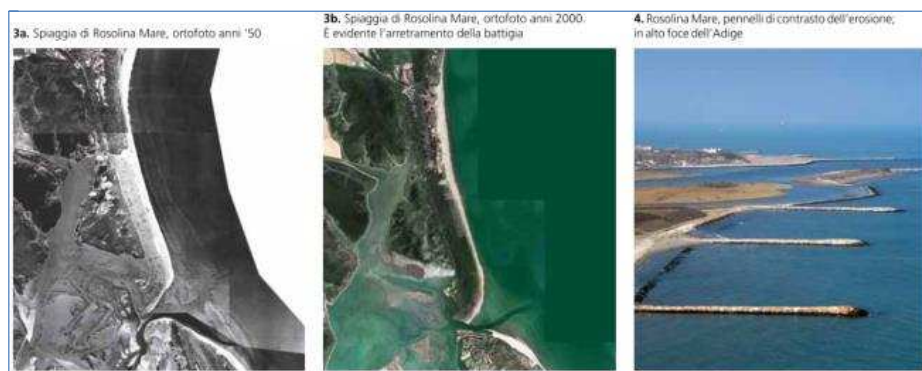 3a. Spiaggia di Rosolina Mare, ortofoto anni '50
3b. Spiaggia di Rosolina Mare, ortofoto anni 2000.
È evidente l'arretramento della battigia
4. Rosolina Mare, pennelli di contrasto dell'erosione;
in alto foce dell'Adige